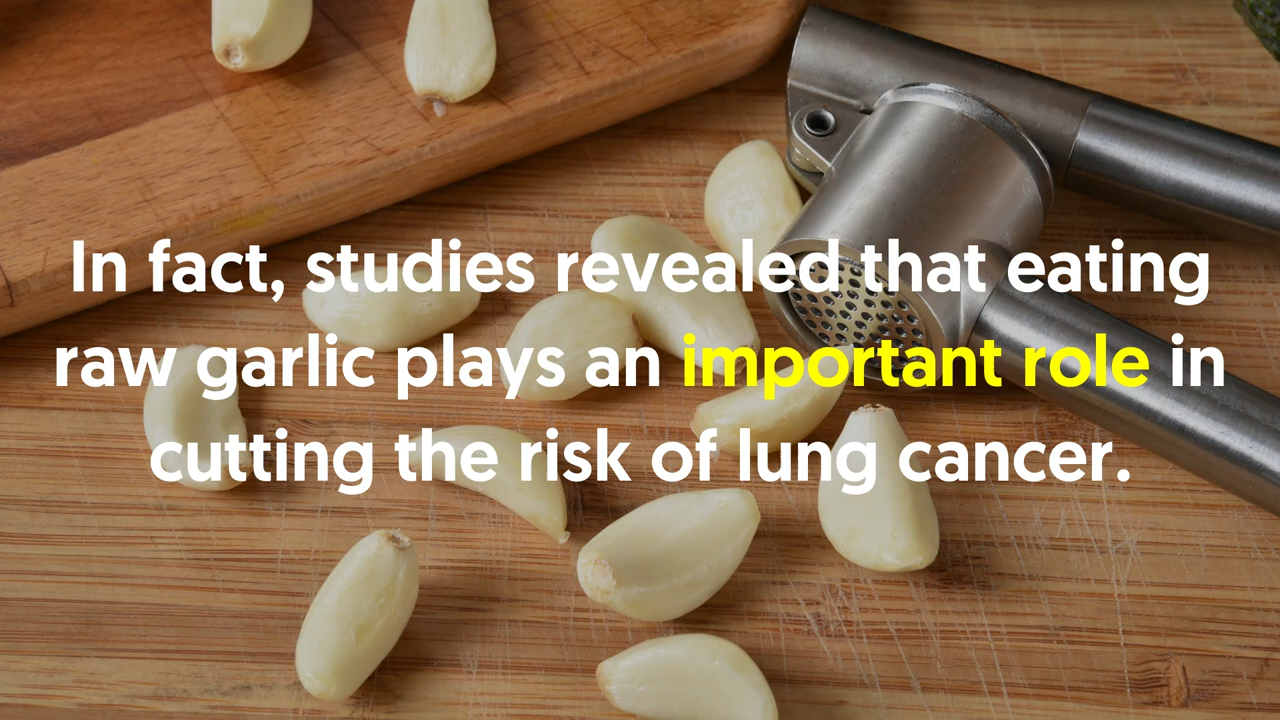 In fact, studies revealed that eating
raw garlic plays an important role in
cutting the risk of lung cancer.